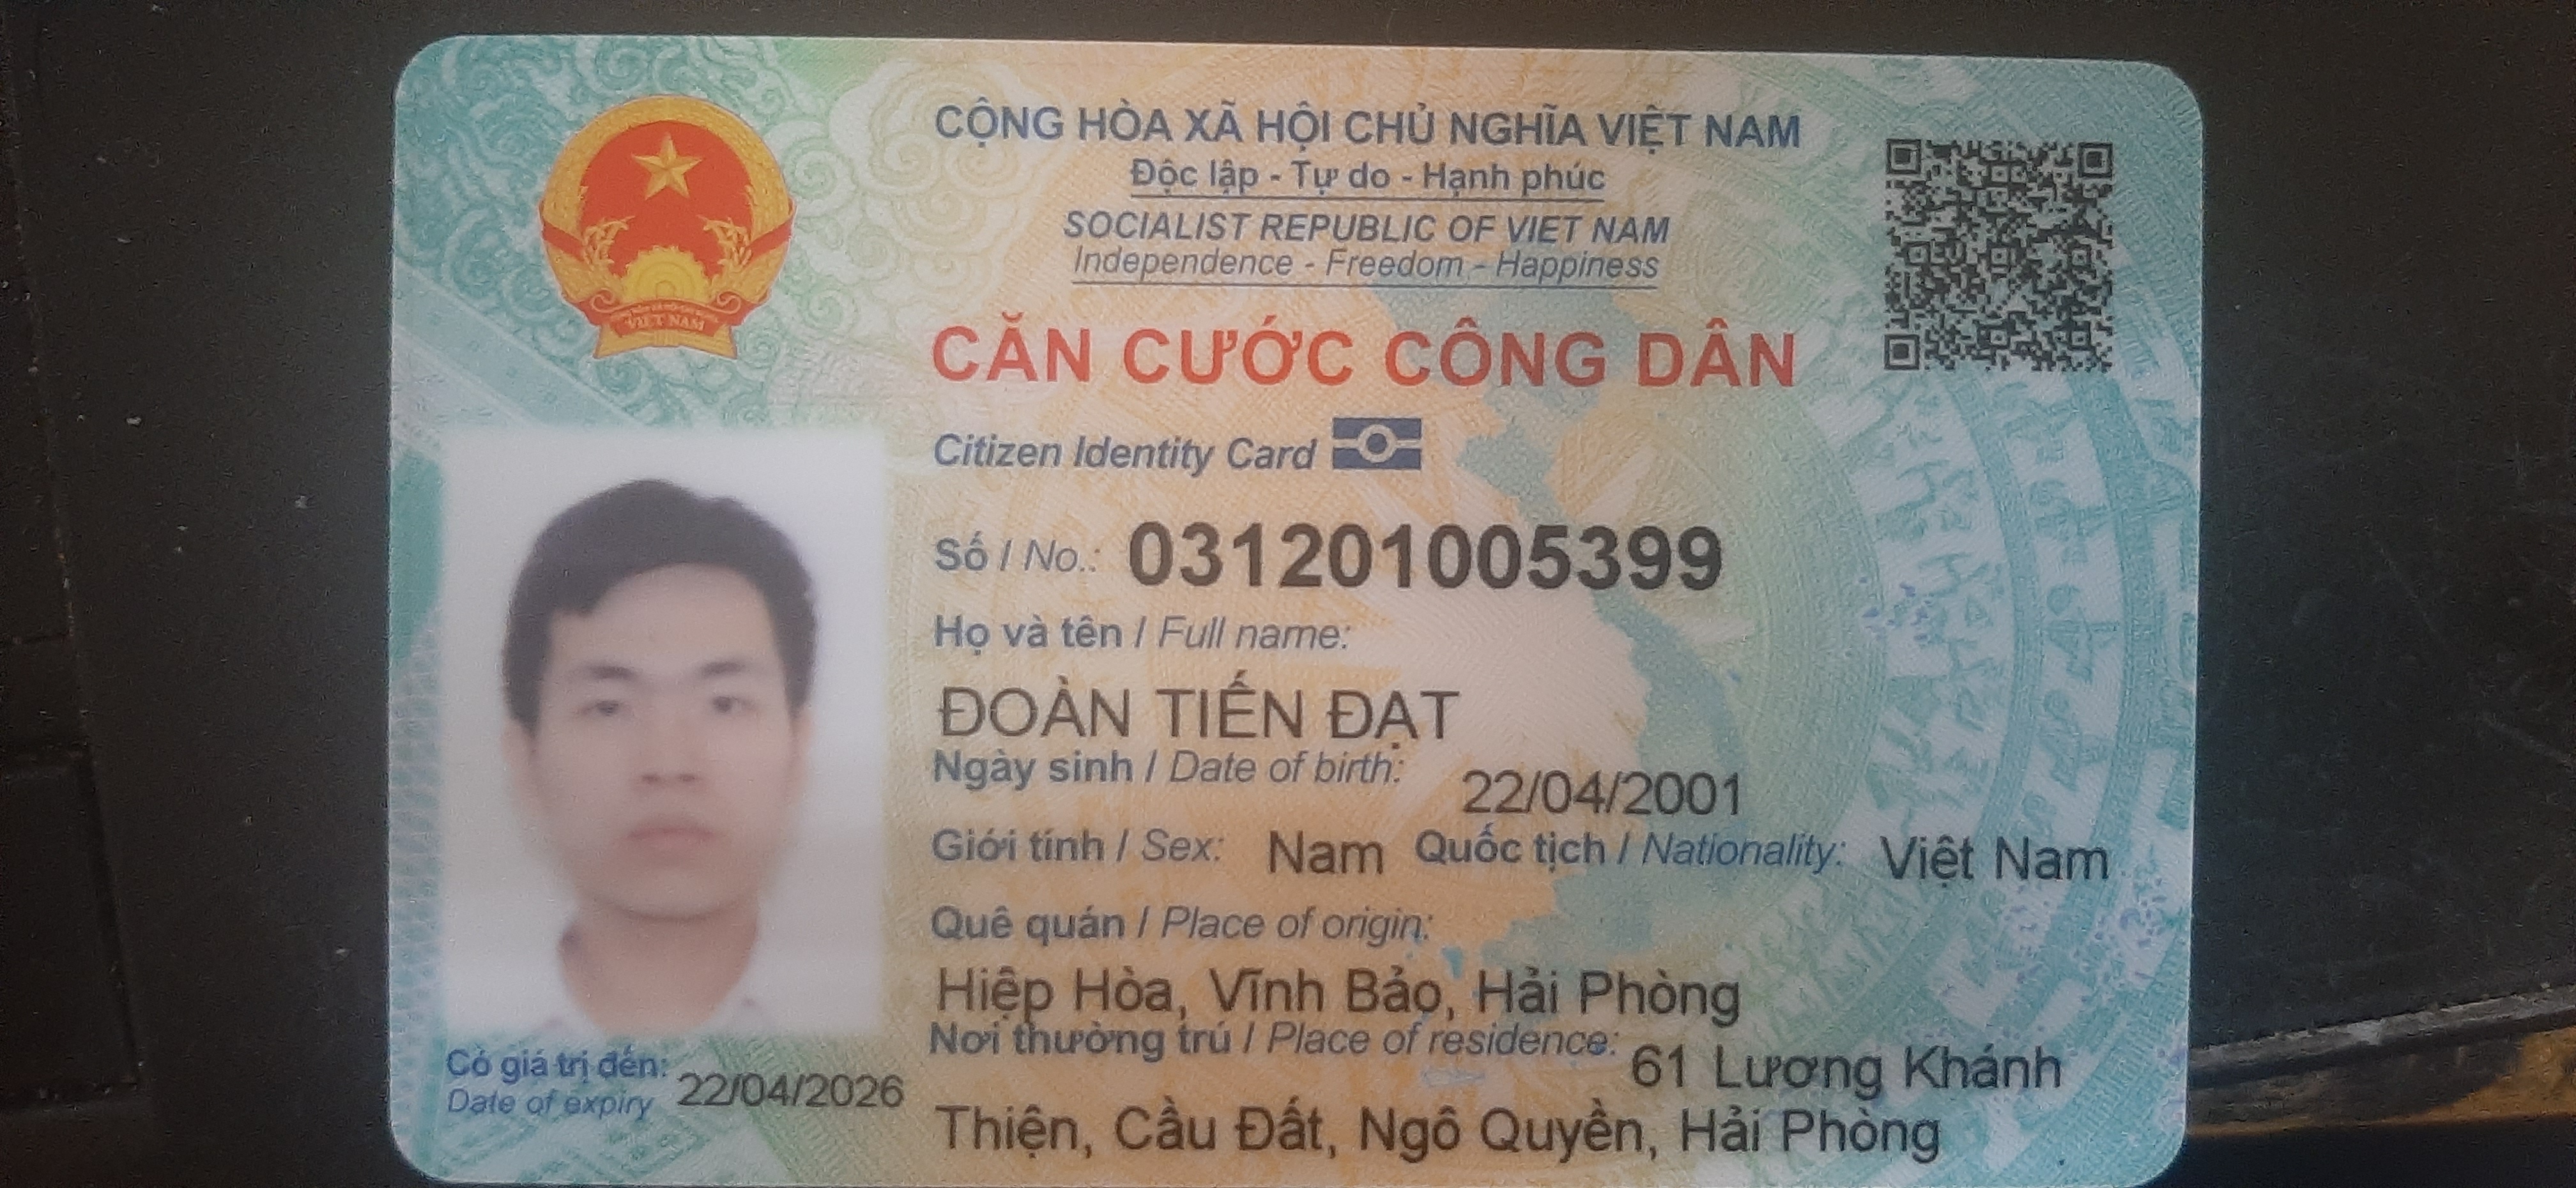 CỘNG HÒA XÃ HỘI CHỦ NGHĨA VIỆT NAM
Độc lập - Tự do - Hạnh phúc
SOCIALIST REPUBLIC OF VIET NAM
Independence - Freedom - Happiness
VIỆT NAM
CĂN CƯỚC CÔNG DÂN
Citizen Identity Card
Số / No.: 031201005399
Họ và tên / Full name:
ĐOÀN TIẾN ĐẠT
Ngày sinh / Date of birth: 22/04/2001
Giới tính / Sex: Nam Quốc tịch / Nationality: Việt Nam
Quê quán / Place of origin:
Hiệp Hòa, Vĩnh Bảo, Hải Phòng
Nơi thường trú / Place of residence: 61 Lương Khánh
Thiện, Cầu Đất, Ngô Quyền, Hải Phòng
Có giá trị đến: 22/04/2026
Date of expiry